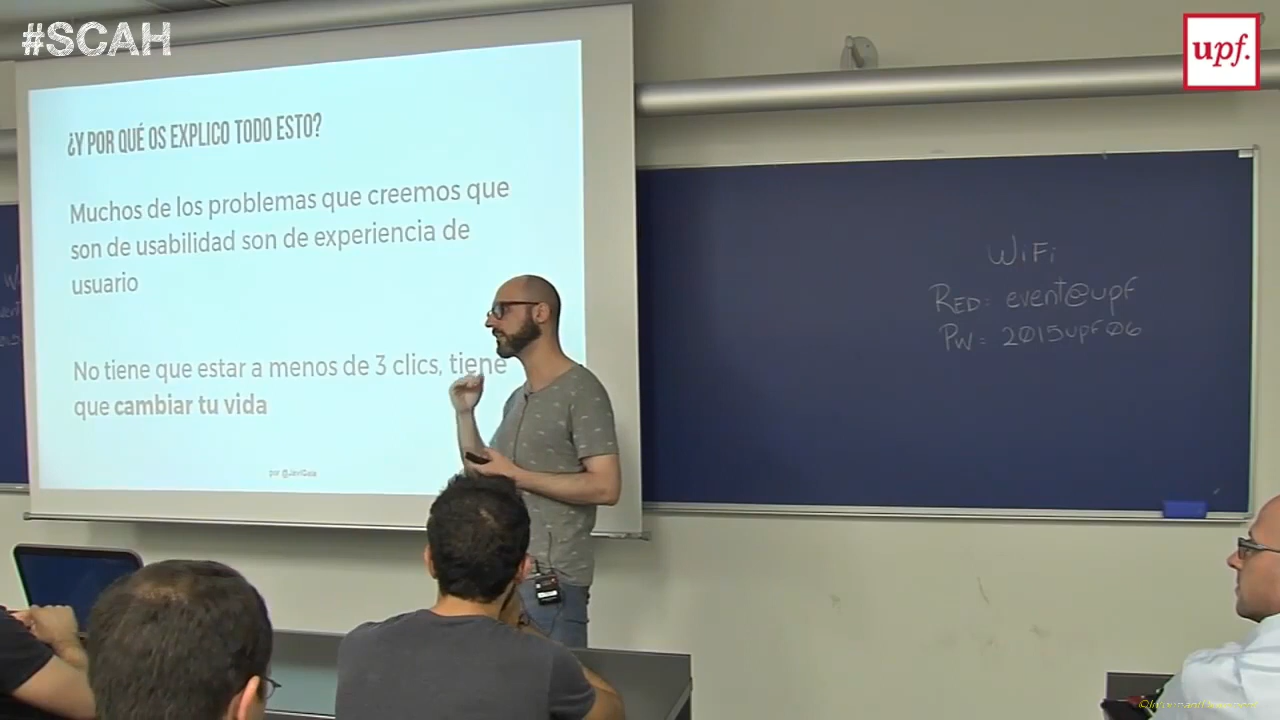 #SCAH
upf.
¿Y POR QUÉ OS EXPLICO TODO ESTO?
Muchos de los problemas que creemos que
son de usabilidad son de experiencia de
usuario
No tiene que estar a menos de 3 clics, tiene
que cambiar tu vida
WiFi
RED: event@upf
PW = 2015upf06